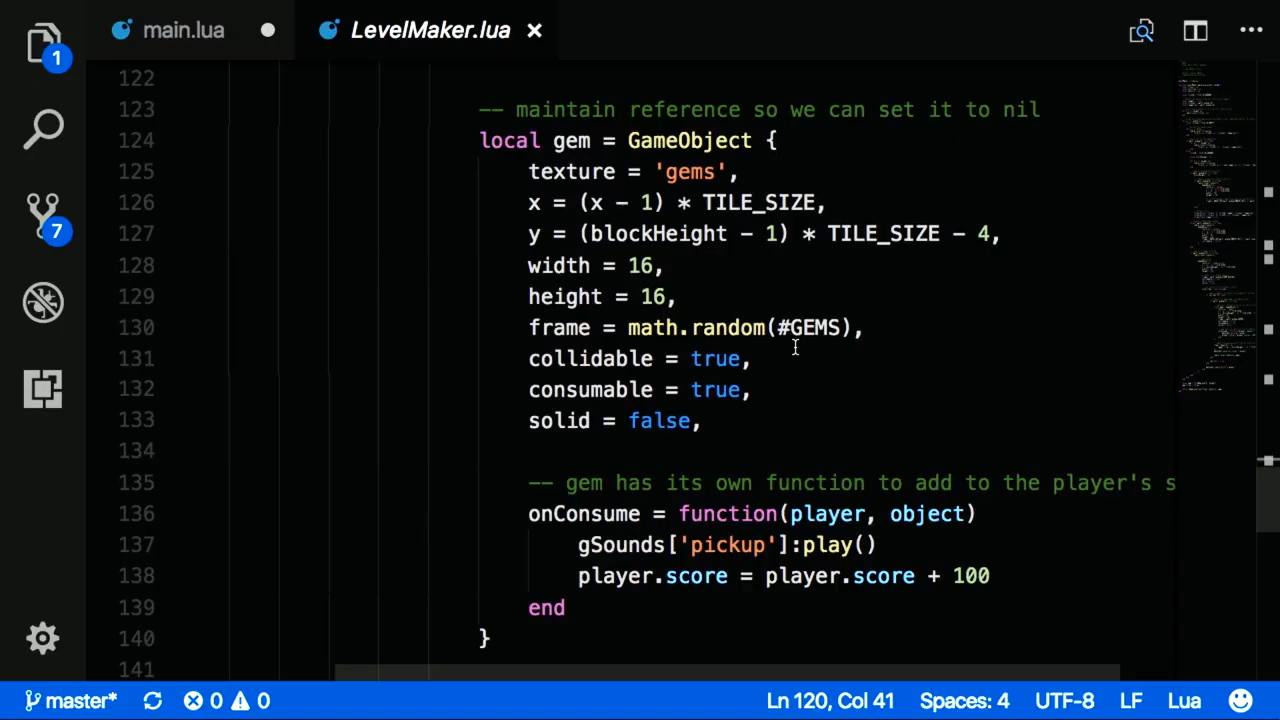 main.lua
LevelMaker.lua
1
7
122
123 -- maintain reference so we can set it to nil
124 local gem = GameObject {
125 texture = 'gems',
126 x = (x - 1) * TILE_SIZE,
127 y = (blockHeight - 1) * TILE_SIZE - 4,
128 width = 16,
129 height = 16,
130 frame = math.random(#GEMS),
131 collidable = true,
132 consumable = true,
133 solid = false,
134
135 -- gem has its own function to add to the player's s
136 onConsume = function(player, object)
137 gSounds['pickup']:play()
138 player.score = player.score + 100
139 end
140 }
141
master* 0 0 Ln 120, Col 41 Spaces: 4 UTF-8 LF Lua